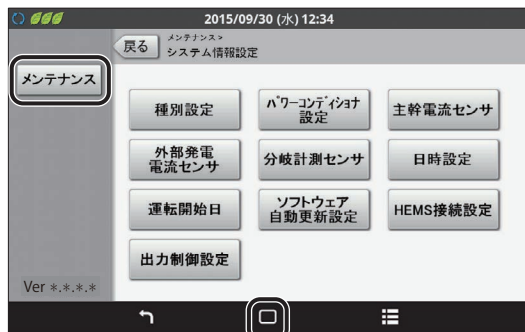 2015/09/30 (水) 12:34
戻る
メンテナンス >
システム情報設定
メンテナンス
種別設定
パワーコンディショナ
設定
主幹電流センサ
外部発電
電流センサ
分岐計測センサ
日時設定
運転開始日
ソフトウェア
自動更新設定
HEMS接続設定
出力制御設定
Ver *.*.*.*